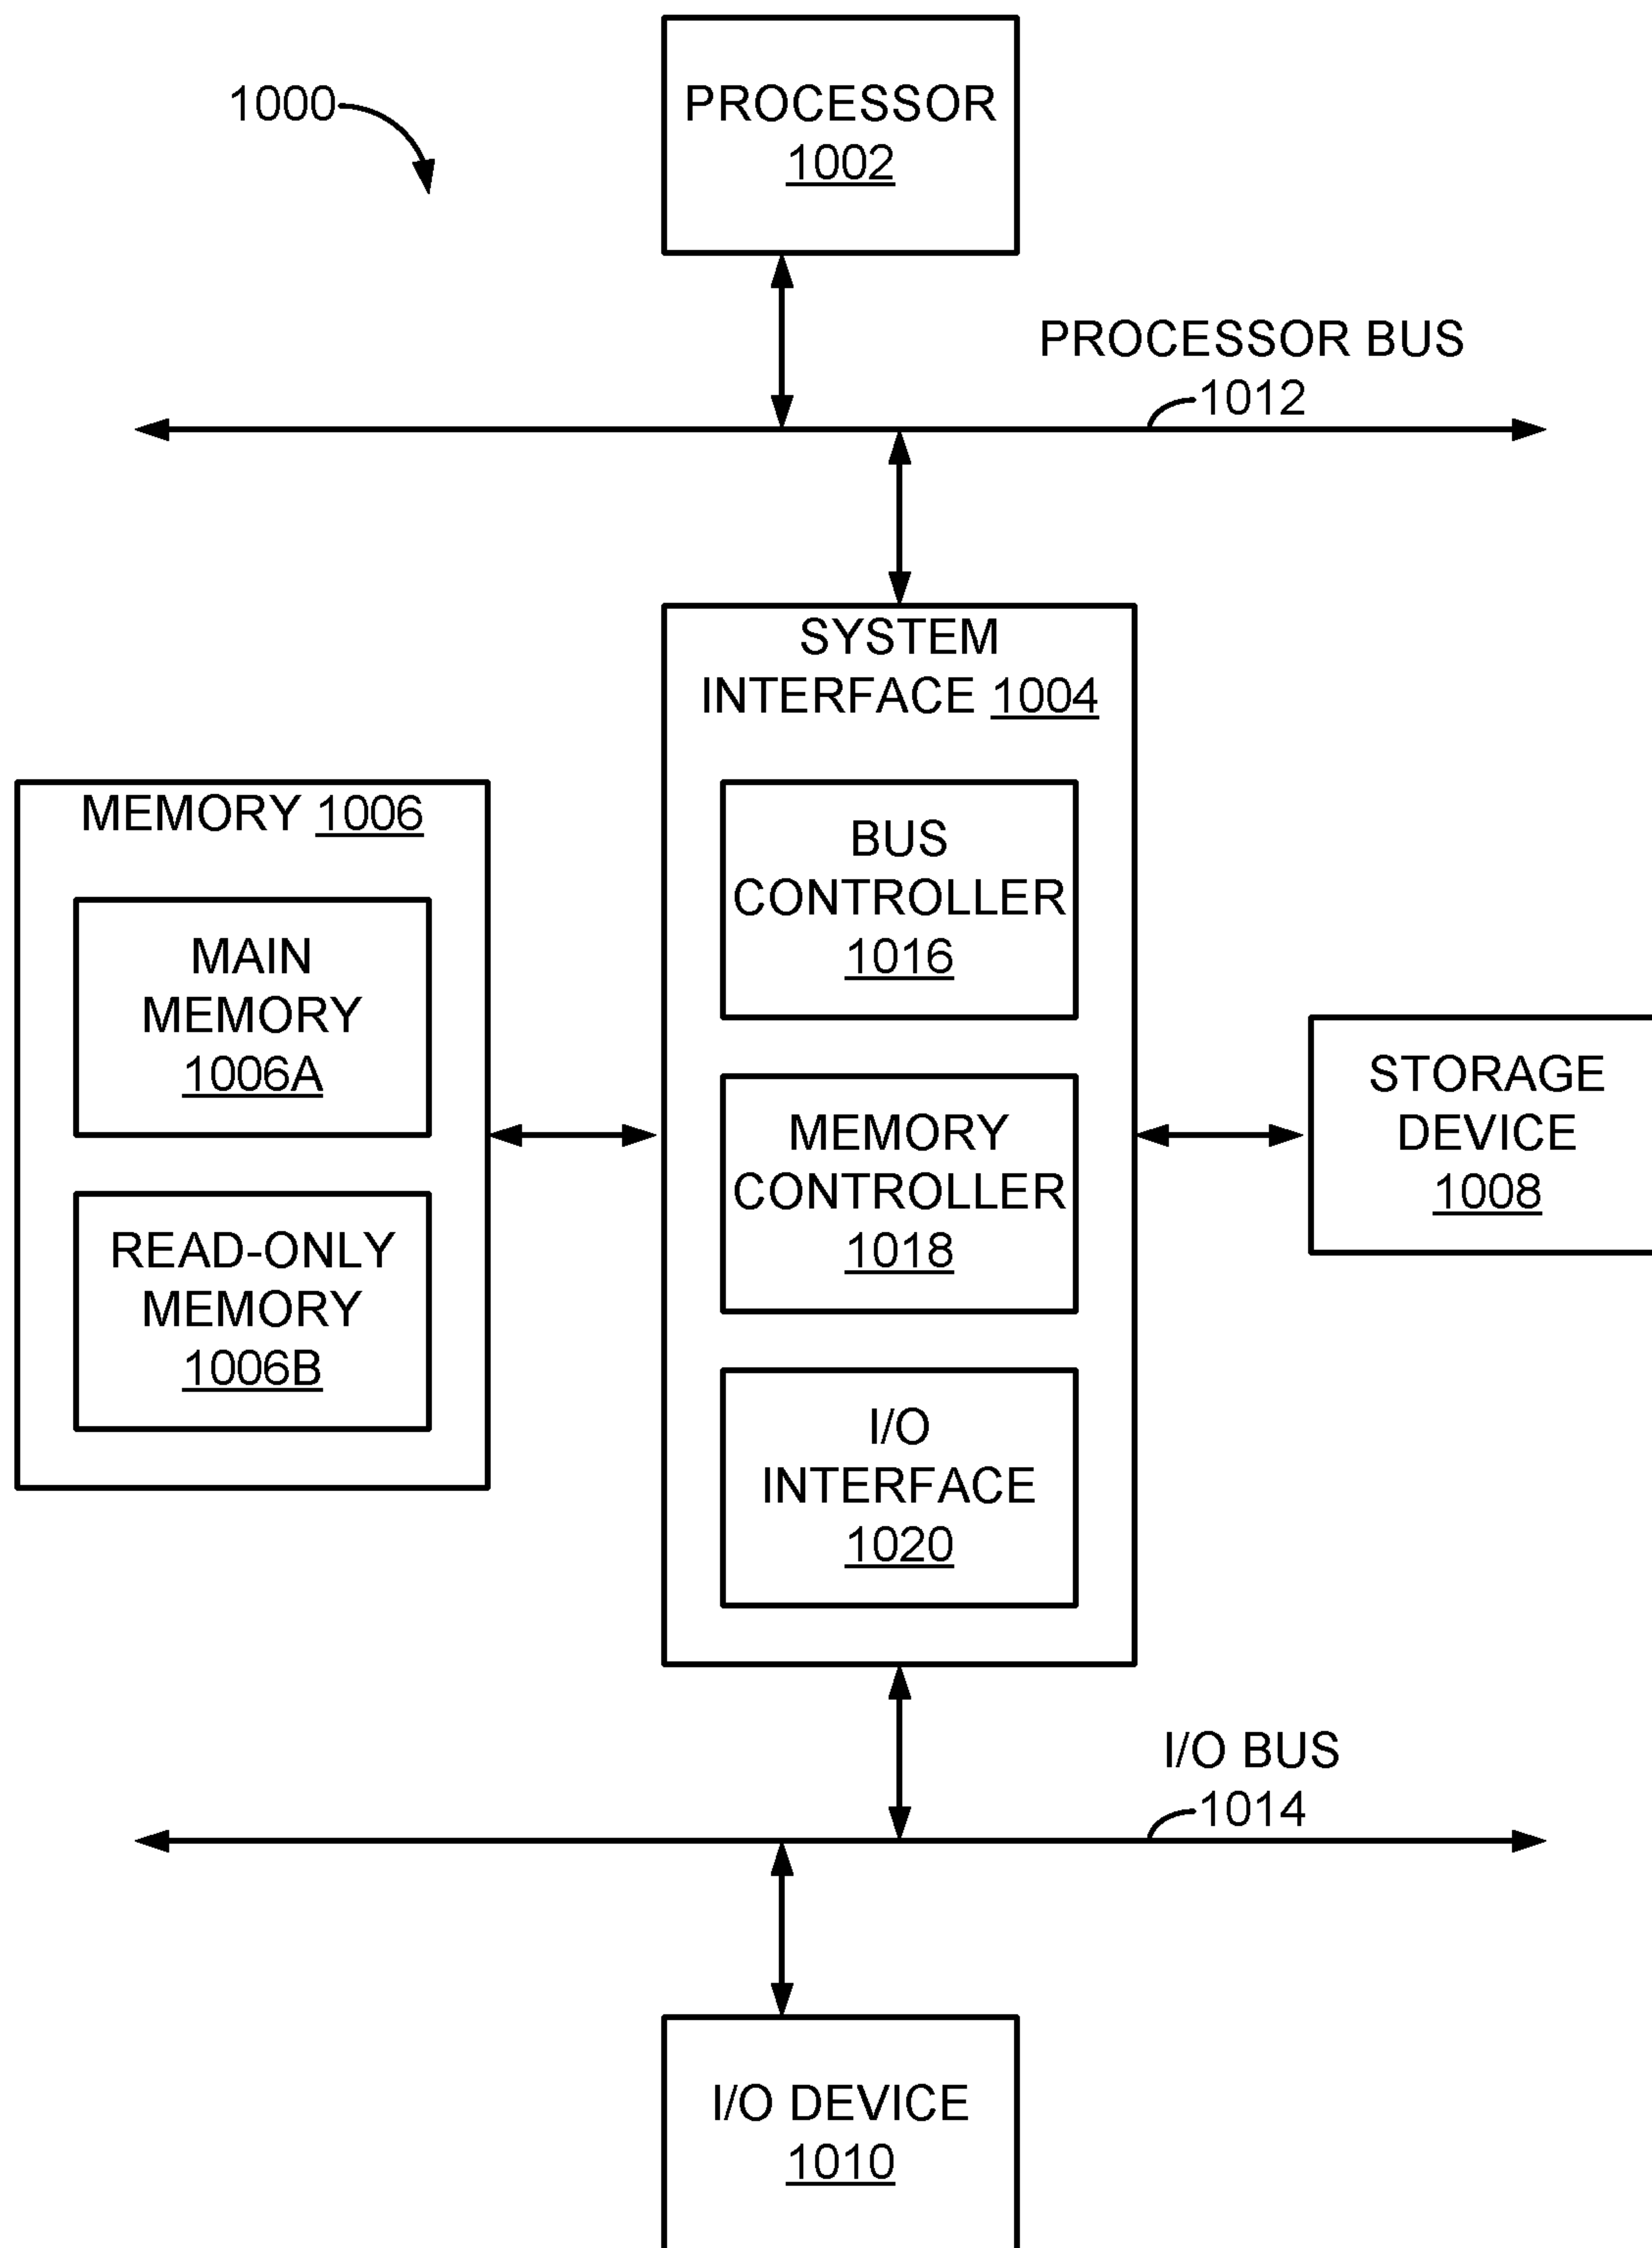 1000
PROCESSOR
1002
PROCESSOR BUS
1012
SYSTEM
INTERFACE 1004
MEMORY 1006
MAIN
MEMORY
1006A
READ-ONLY
MEMORY
1006B
BUS
CONTROLLER
1016
MEMORY
CONTROLLER
1018
I/O
INTERFACE
1020
STORAGE
DEVICE
1008
I/O BUS
1014
I/O DEVICE
1010